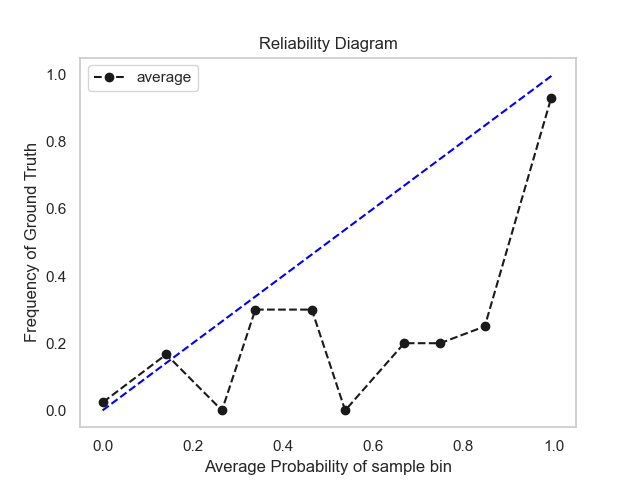 Reliability Diagram
average
Frequency of Ground Truth
1.0
0.8
0.6
0.4
0.2
0.0
0.0 0.2 0.4 0.6 0.8 1.0
Average Probability of sample bin